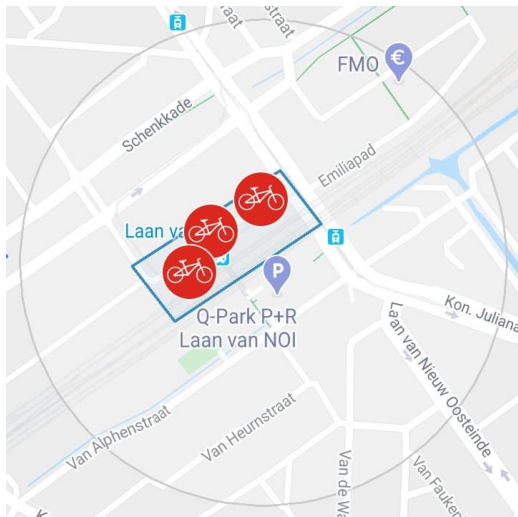 FMO
€
Schenkkade
Emiliapad
Laan va
P
Q-Park P+R
Laan van NOI
Kon. Juliana
Laan van Nieuw Oosteinde
Van Alphenstraat
Van Heurnstraat
Van de Wa
Van Fauken
K